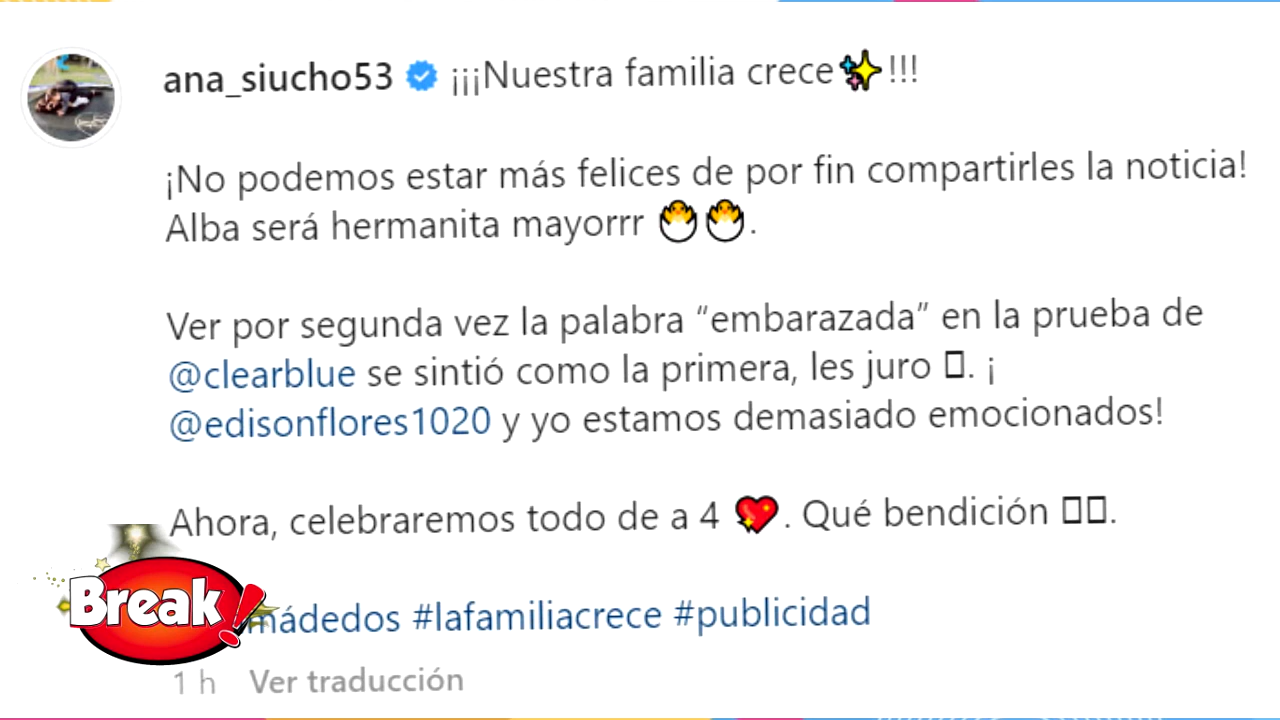 ana_siucho53 ¡¡¡Nuestra familia crece✨!!!
¡No podemos estar más felices de por fin compartirles la noticia!
Alba será hermanita mayorrr 🐣🐣.
Ver por segunda vez la palabra “embarazada” en la prueba de
@clearblue se sintió como la primera, les juro □. ¡
@edisonflores1020 y yo estamos demasiado emocionados!
Ahora, celebraremos todo de a 4 💖. Qué bendición □□.
#lafamiliacrece #publicidad
Break!
1 h Ver traducción